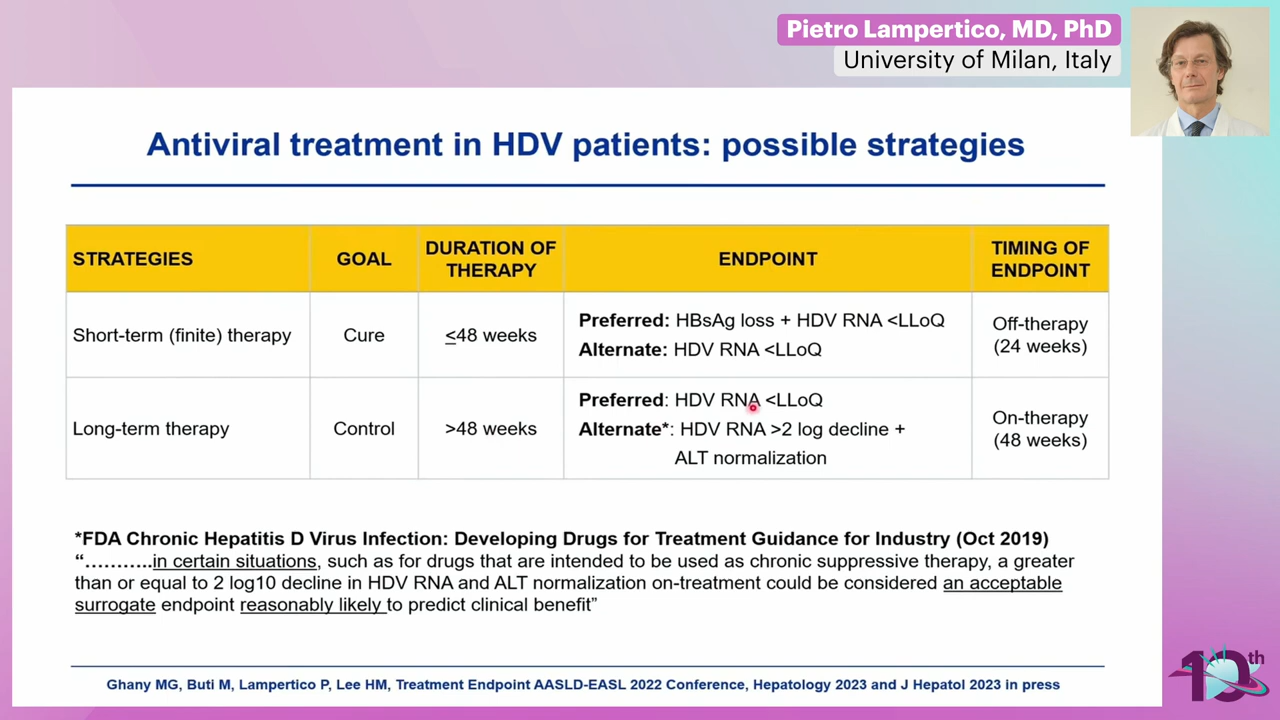 Pietro Lampertico, MD, PhD
University of Milan, Italy
Antiviral treatment in HDV patients: possible strategies
STRATEGIES
GOAL
DURATION OF
THERAPY
ENDPOINT
TIMING OF
ENDPOINT
Short-term (finite) therapy
Cure
≤48 weeks
Preferred: HBsAg loss + HDV RNA <LLoQ
Alternate: HDV RNA <LLoQ
Off-therapy
(24 weeks)
Long-term therapy
Control
>48 weeks
Preferred: HDV RNA <LLoQ
Alternate*: HDV RNA >2 log decline +
ALT normalization
On-therapy
(48 weeks)
*FDA Chronic Hepatitis D Virus Infection: Developing Drugs for Treatment Guidance for Industry (Oct 2019)
“………..in certain situations, such as for drugs that are intended to be used as chronic suppressive therapy, a greater
than or equal to 2 log10 decline in HDV RNA and ALT normalization on-treatment could be considered an acceptable
surrogate endpoint reasonably likely to predict clinical benefit”
Ghany MG, Buti M, Lampertico P, Lee HM, Treatment Endpoint AASLD-EASL 2022 Conference, Hepatology 2023 and J Hepatol 2023 in press
10th